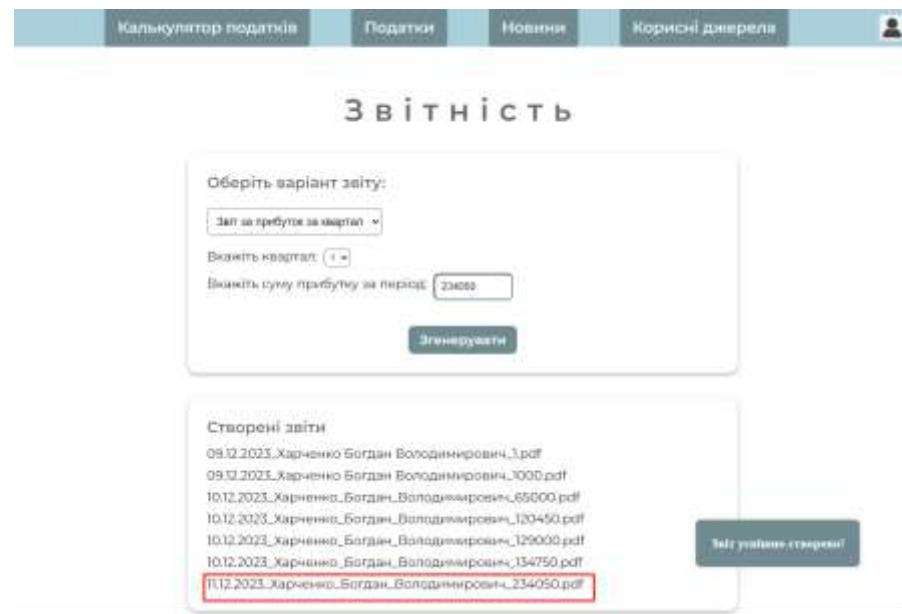 Калькулятор податків Податки Новини Корисні джерела
Звітність
Оберіть варіант звіту:
Звіт за прибуток за квартал
Вкажіть квартал: 1
Вкажіть суму прибутку за період: 234050
Згенерувати
Створені звіти
09.12.2023_Харченко Богдан Володимирович_1.pdf
09.12.2023_Харченко Богдан Володимирович_1000.pdf
10.12.2023_Харченко_Богдан_Володимирович_65000.pdf
10.12.2023_Харченко_Богдан_Володимирович_120450.pdf
10.12.2023_Харченко_Богдан_Володимирович_129000.pdf
10.12.2023_Харченко_Богдан_Володимирович_134750.pdf
Звіт успішно створено!
11.12.2023_Харченко_Богдан_Володимирович_234050.pdf